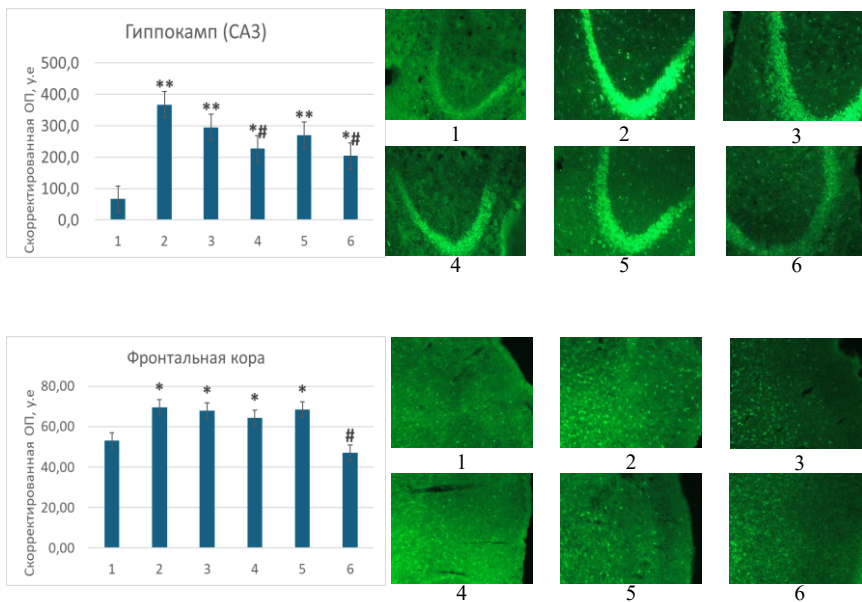 Гиппокамп (СА3)
Скорректированная ОП, у.е
500,0
400,0
300,0
200,0
100,0
0,0
** ** *# ** *#
1 2 3 4 5 6
1 2 3
4 5 6
Фронтальная кора
Скорректированная ОП, у.е
80,00
60,00
40,00
20,00
0,00
* * * * #
1 2 3 4 5 6
1 2 3
4 5 6